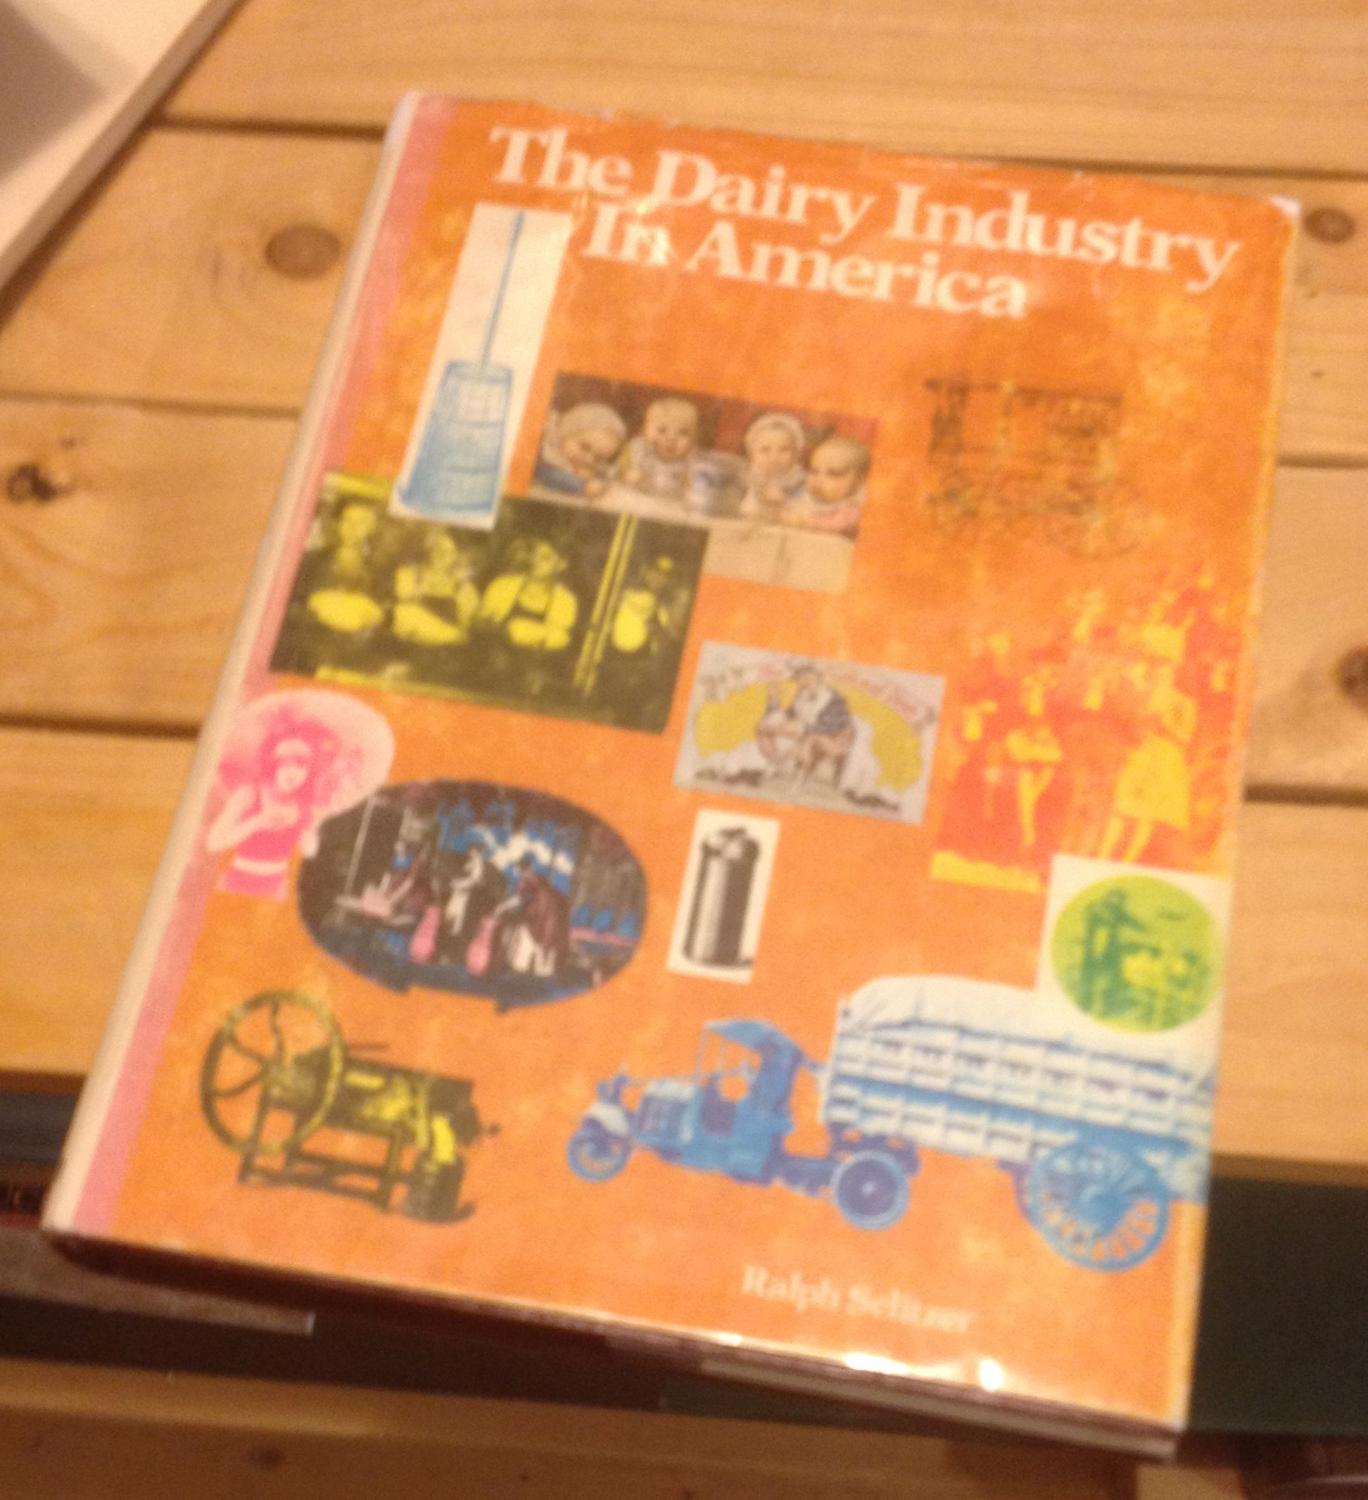 The Dairy Industry
In America
Ralph Selitzer